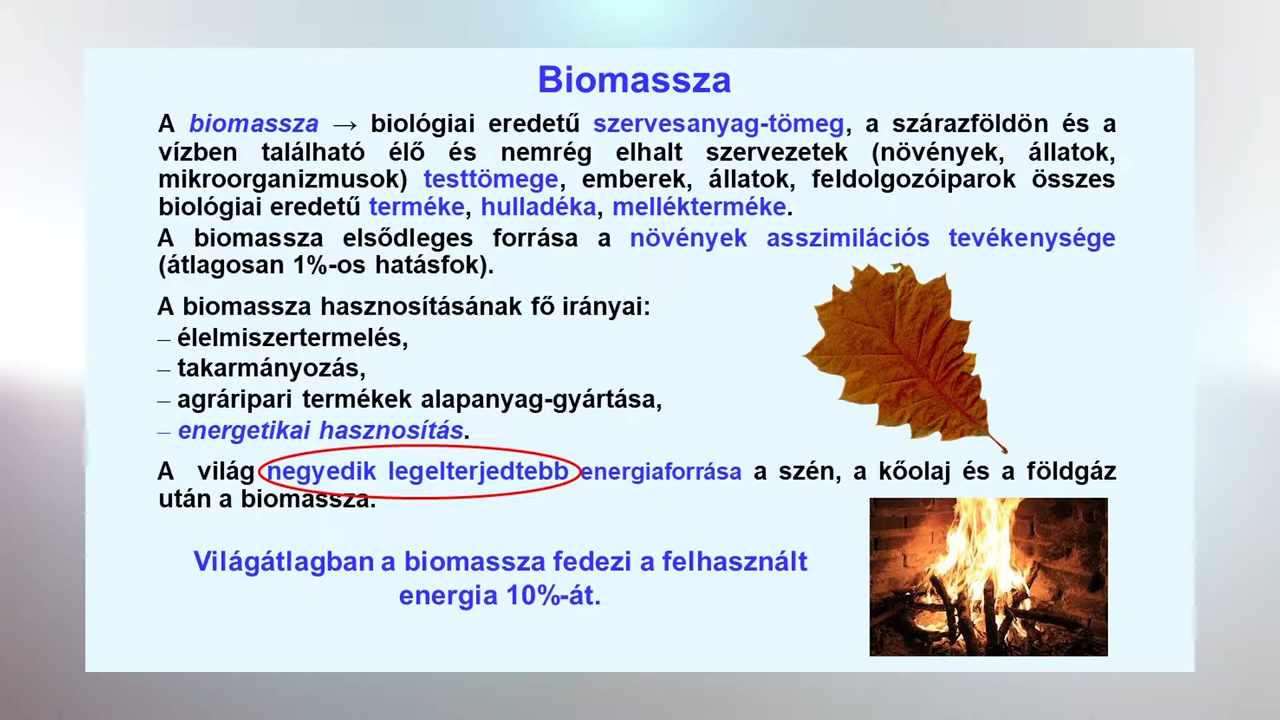 Biomassza
A biomassza → biológiai eredetű szervesanyag-tömeg, a szárazföldön és a
vízben található élő és nemrég elhalt szervezetek (növények, állatok,
mikroorganizmusok) testtömege, emberek, állatok, feldolgozóiparok összes
biológiai eredetű terméke, hulladéka, mellékterméke.
A biomassza elsődleges forrása a növények asszimilációs tevékenysége
(átlagosan 1%-os hatásfok).
A biomassza hasznosításának fő irányai:
– élelmiszertermelés,
– takarmányozás,
– agráripari termékek alapanyag-gyártása,
– energetikai hasznosítás.
A világ negyedik legelterjedtebb energiaforrása a szén, a kőolaj és a földgáz
után a biomassza.
Világátlagban a biomassza fedezi a felhasznált
energia 10%-át.